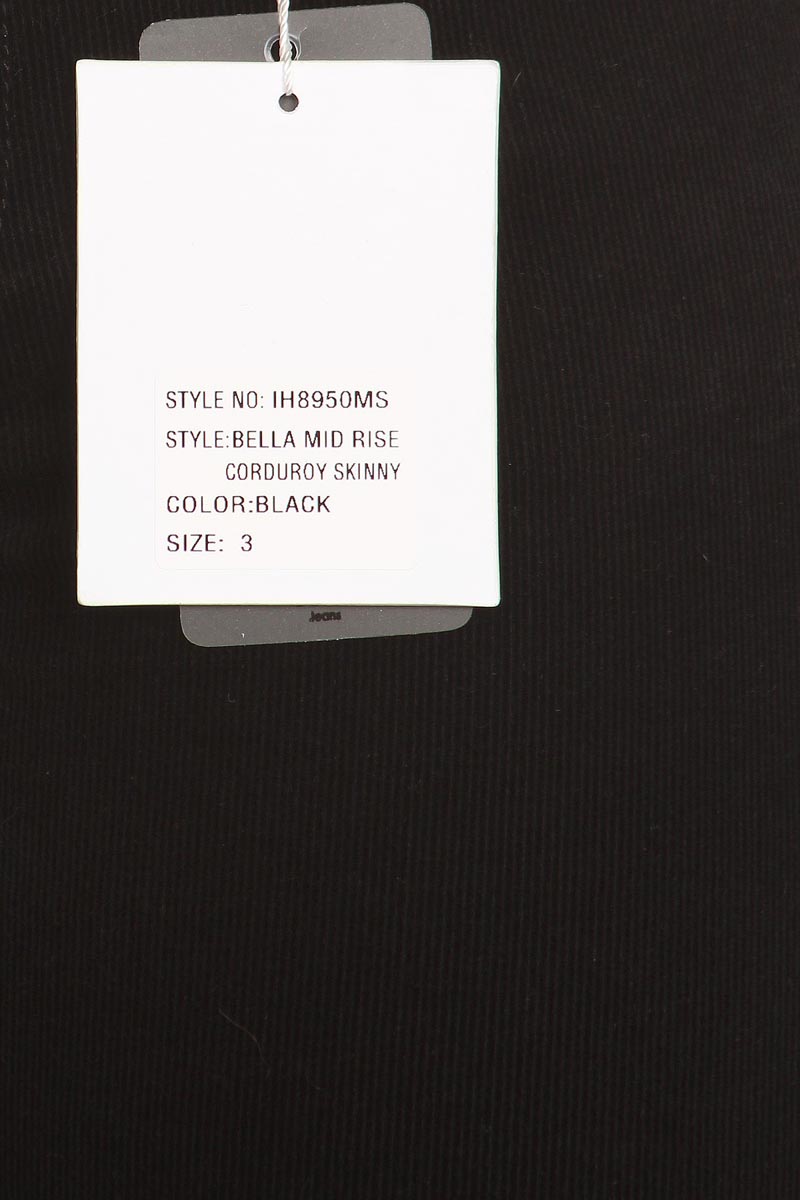 STYLE NO: IH8950MS
STYLE:BELLA MID RISE
CORDUROY SKINNY
COLOR:BLACK
SIZE: 3
Jeans